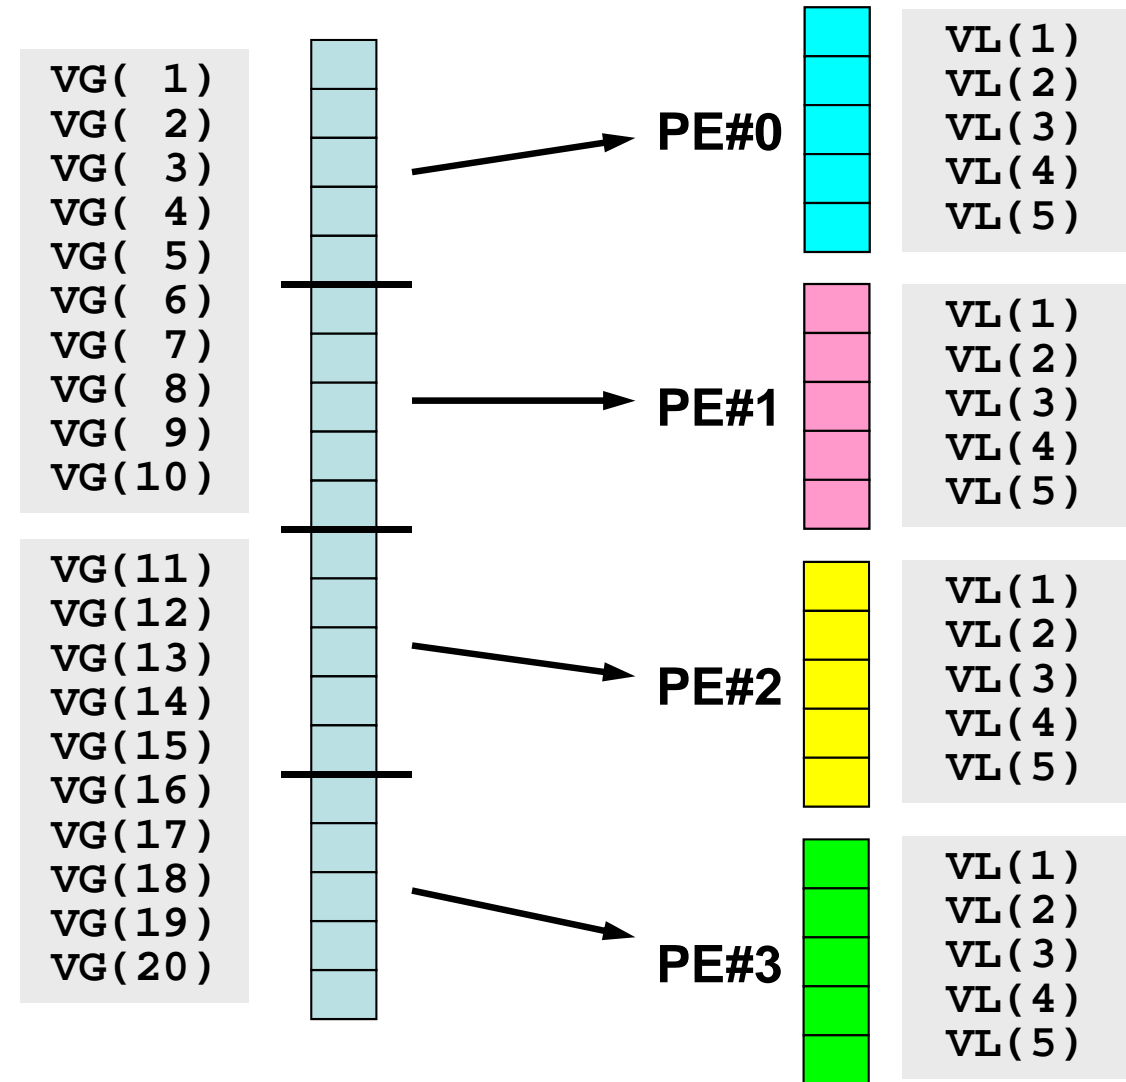 VG( 1)
VG( 2)
VG( 3)
VG( 4)
VG( 5)
VG( 6)
VG( 7)
VG( 8)
VG( 9)
VG(10)
VG(11)
VG(12)
VG(13)
VG(14)
VG(15)
VG(16)
VG(17)
VG(18)
VG(19)
VG(20)
PE#0
VL(1)
VL(2)
VL(3)
VL(4)
VL(5)
PE#1
VL(1)
VL(2)
VL(3)
VL(4)
VL(5)
PE#2
VL(1)
VL(2)
VL(3)
VL(4)
VL(5)
PE#3
VL(1)
VL(2)
VL(3)
VL(4)
VL(5)